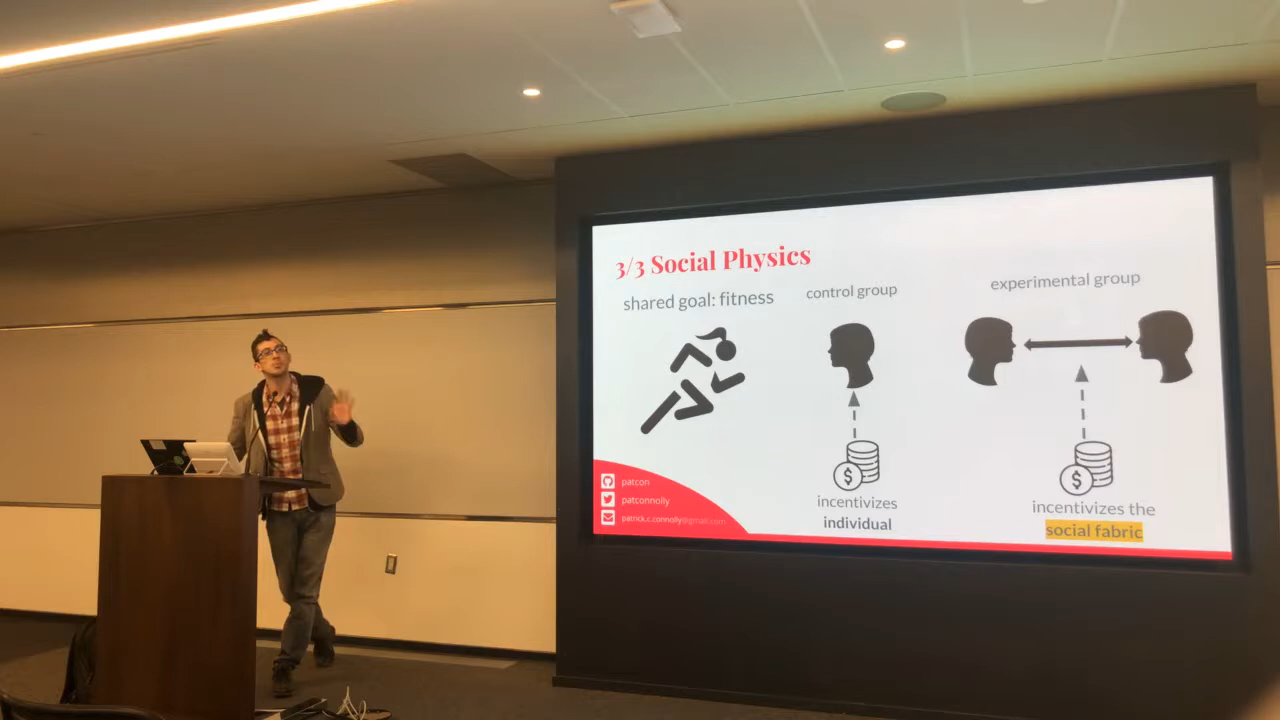 3/3 Social Physics
shared goal: fitness
control group
experimental group
$
$
incentivizes
individual
incentivizes the
social fabric
patcon
patconnolly
patrick.c.connolly@gmail.com